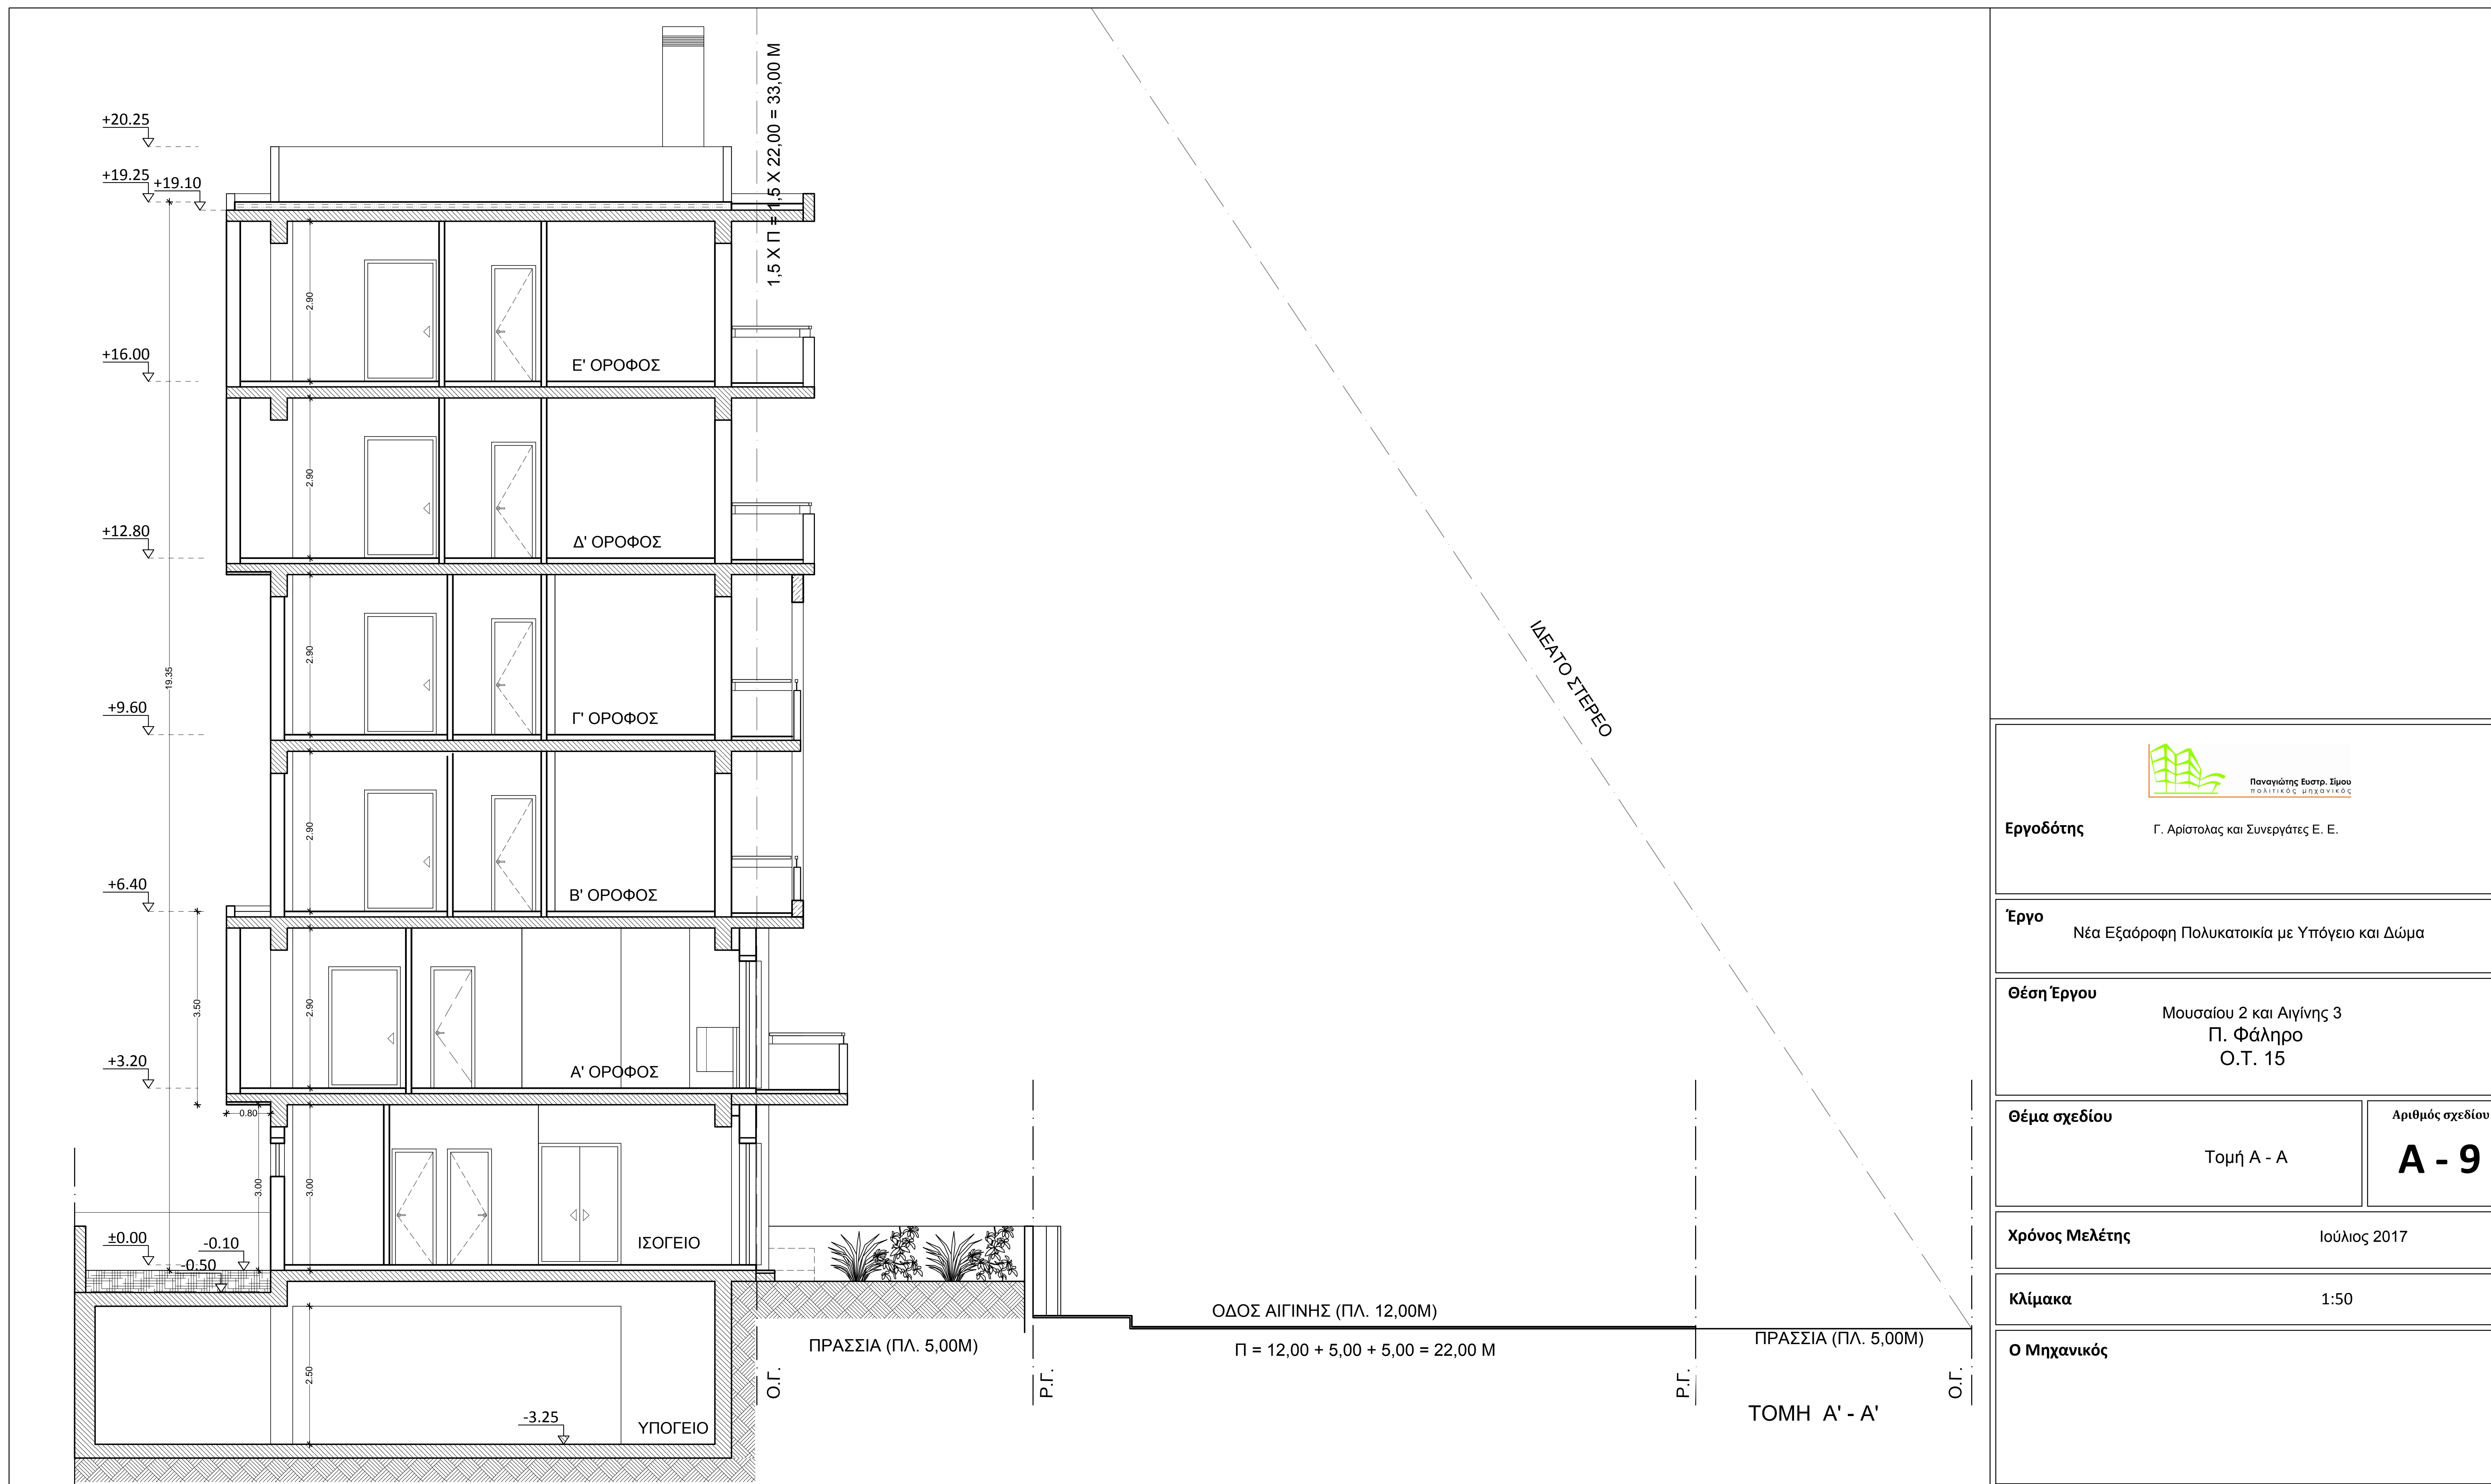 +20.25
+19.25
+19.10
1,5 Χ Π = 1,5 Χ 22,00 = 33,00 Μ
2.90
+16.00
Ε' ΟΡΟΦΟΣ
2.90
+12.80
Δ' ΟΡΟΦΟΣ
19.35
2.90
ΙΔΕΑΤΟ ΣΤΕΡΕΟ
+9.60
Γ' ΟΡΟΦΟΣ
2.90
+6.40
Β' ΟΡΟΦΟΣ
3.50
2.90
+3.20
Α' ΟΡΟΦΟΣ
0.80
3.00
3.00
±0.00
-0.10
-0.50
ΙΣΟΓΕΙΟ
ΟΔΟΣ ΑΙΓΙΝΗΣ (ΠΛ. 12,00Μ)
ΠΡΑΣΣΙΑ (ΠΛ. 5,00Μ)
Π = 12,00 + 5,00 + 5,00 = 22,00 Μ
ΠΡΑΣΣΙΑ (ΠΛ. 5,00Μ)
2.50
Ο.Γ.
Ρ.Γ.
Ρ.Γ.
Ο.Γ.
-3.25
ΥΠΟΓΕΙΟ
ΤΟΜΗ Α' - Α'
Παναγιώτης Ευστρ. Σίμου
πολιτικός μηχανικός
Εργοδότης
Γ. Αρίστολας και Συνεργάτες Ε. Ε.
Έργο
Νέα Εξαόροφη Πολυκατοικία με Υπόγειο και Δώμα
Θέση Έργου
Μουσαίου 2 και Αιγίνης 3
Π. Φάληρο
Ο.Τ. 15
Θέμα σχεδίου
Τομή Α - Α
Αριθμός σχεδίου
Α - 9
Χρόνος Μελέτης
Ιούλιος 2017
Κλίμακα
1:50
Ο Μηχανικός